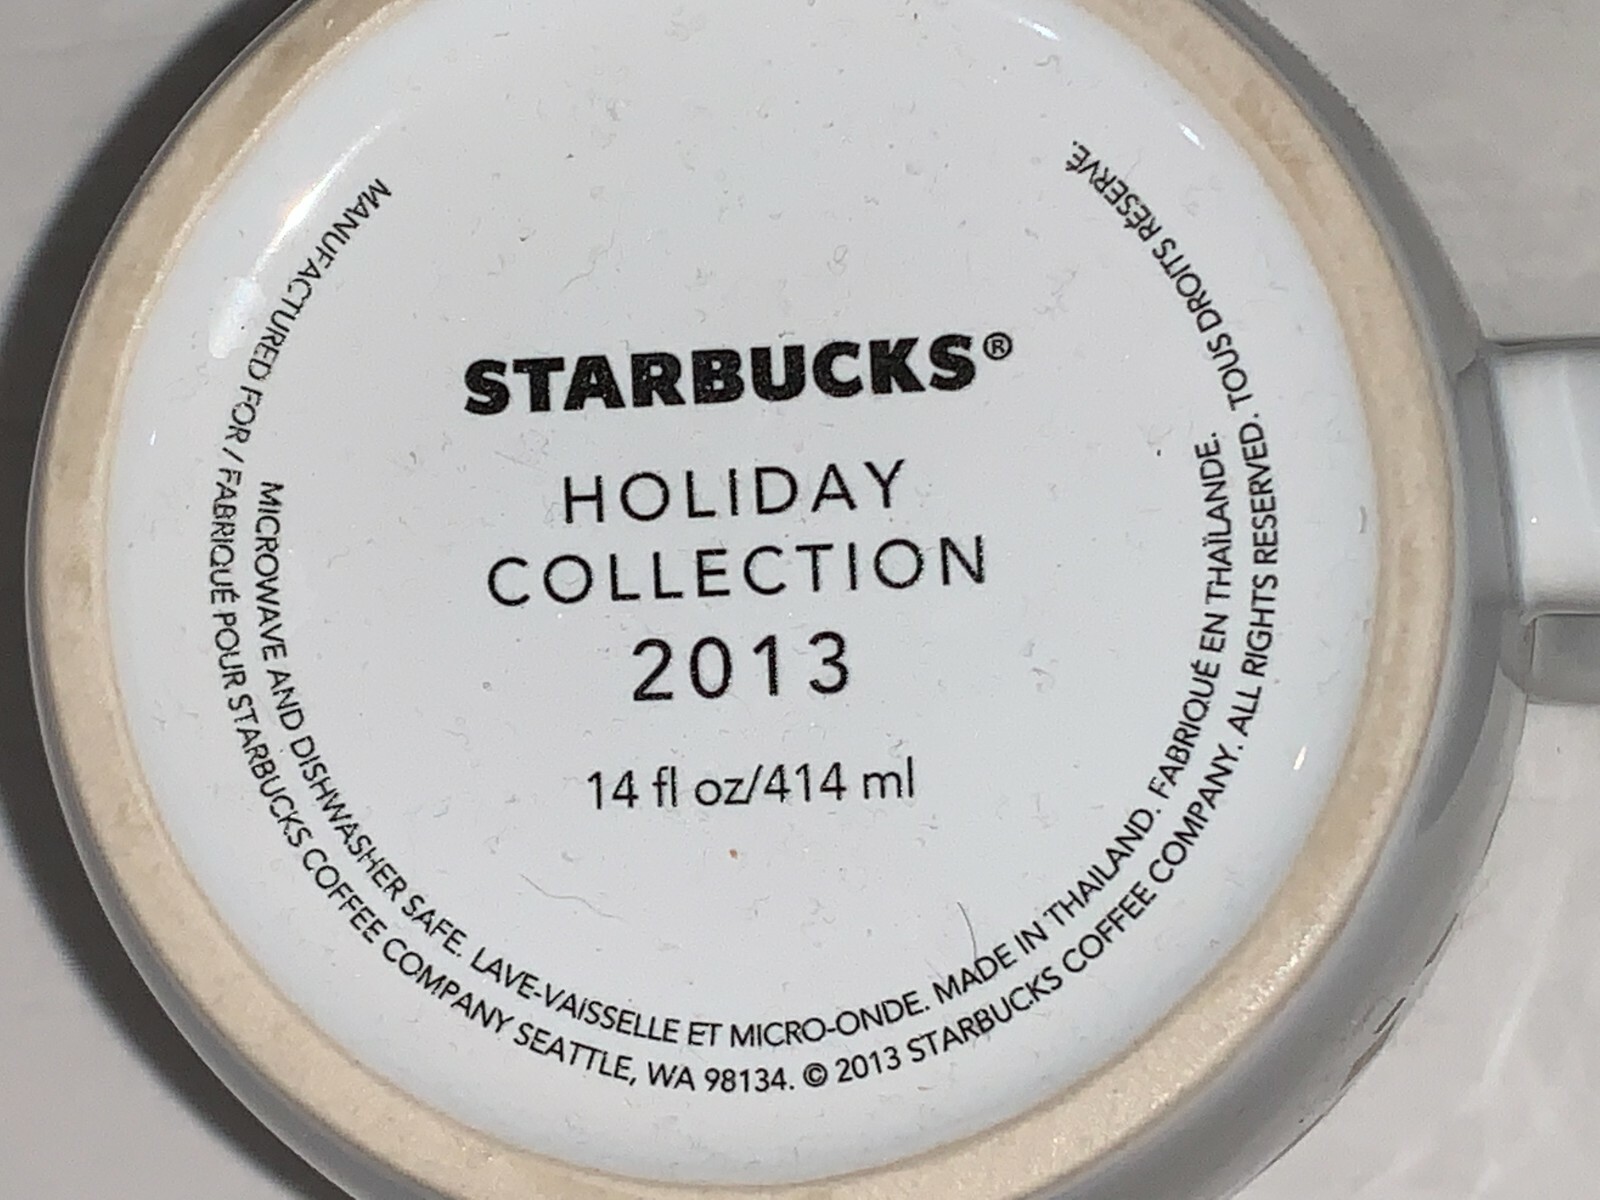 STARBUCKS®
HOLIDAY
COLLECTION
2013
14 fl oz/414 ml
MICROWAVE AND DISHWASHER SAFE. LAVE-VAISSELLE ET MICRO-ONDE. MADE IN THAILAND. FABRIQUÉ EN THAÏLANDE.
MANUFACTURED FOR / FABRIQUÉ POUR STARBUCKS COFFEE COMPANY SEATTLE, WA 98134. © 2013 STARBUCKS COFFEE COMPANY. ALL RIGHTS RESERVED. TOUS DROITS RÉSERVÉ.